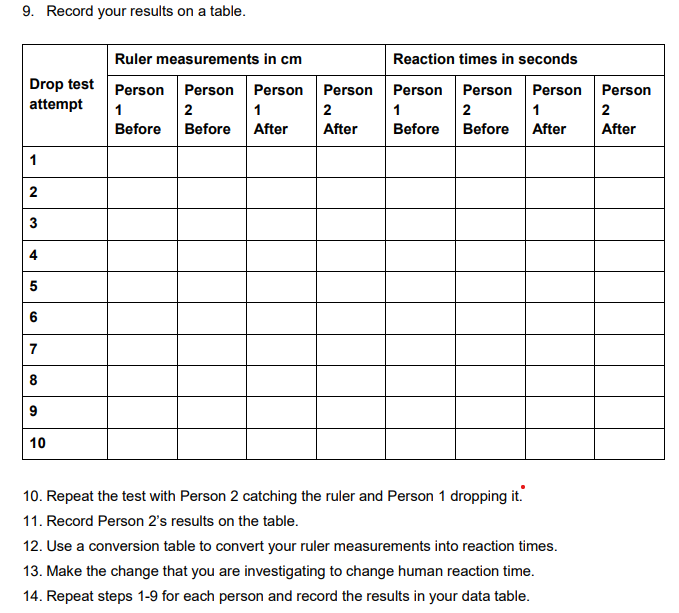 9. Record your results on a table.
Ruler measurements in cm
Reaction times in seconds
Drop test attempt
Person 1 Before
Person 2 Before
Person 1 After
Person 2 After
Person 1 Before
Person 2 Before
Person 1 After
Person 2 After
1
2
3
4
5
6
7
8
9
10
10. Repeat the test with Person 2 catching the ruler and Person 1 dropping it.
11. Record Person 2’s results on the table.
12. Use a conversion table to convert your ruler measurements into reaction times.
13. Make the change that you are investigating to change human reaction time.
14. Repeat steps 1-9 for each person and record the results in your data table.